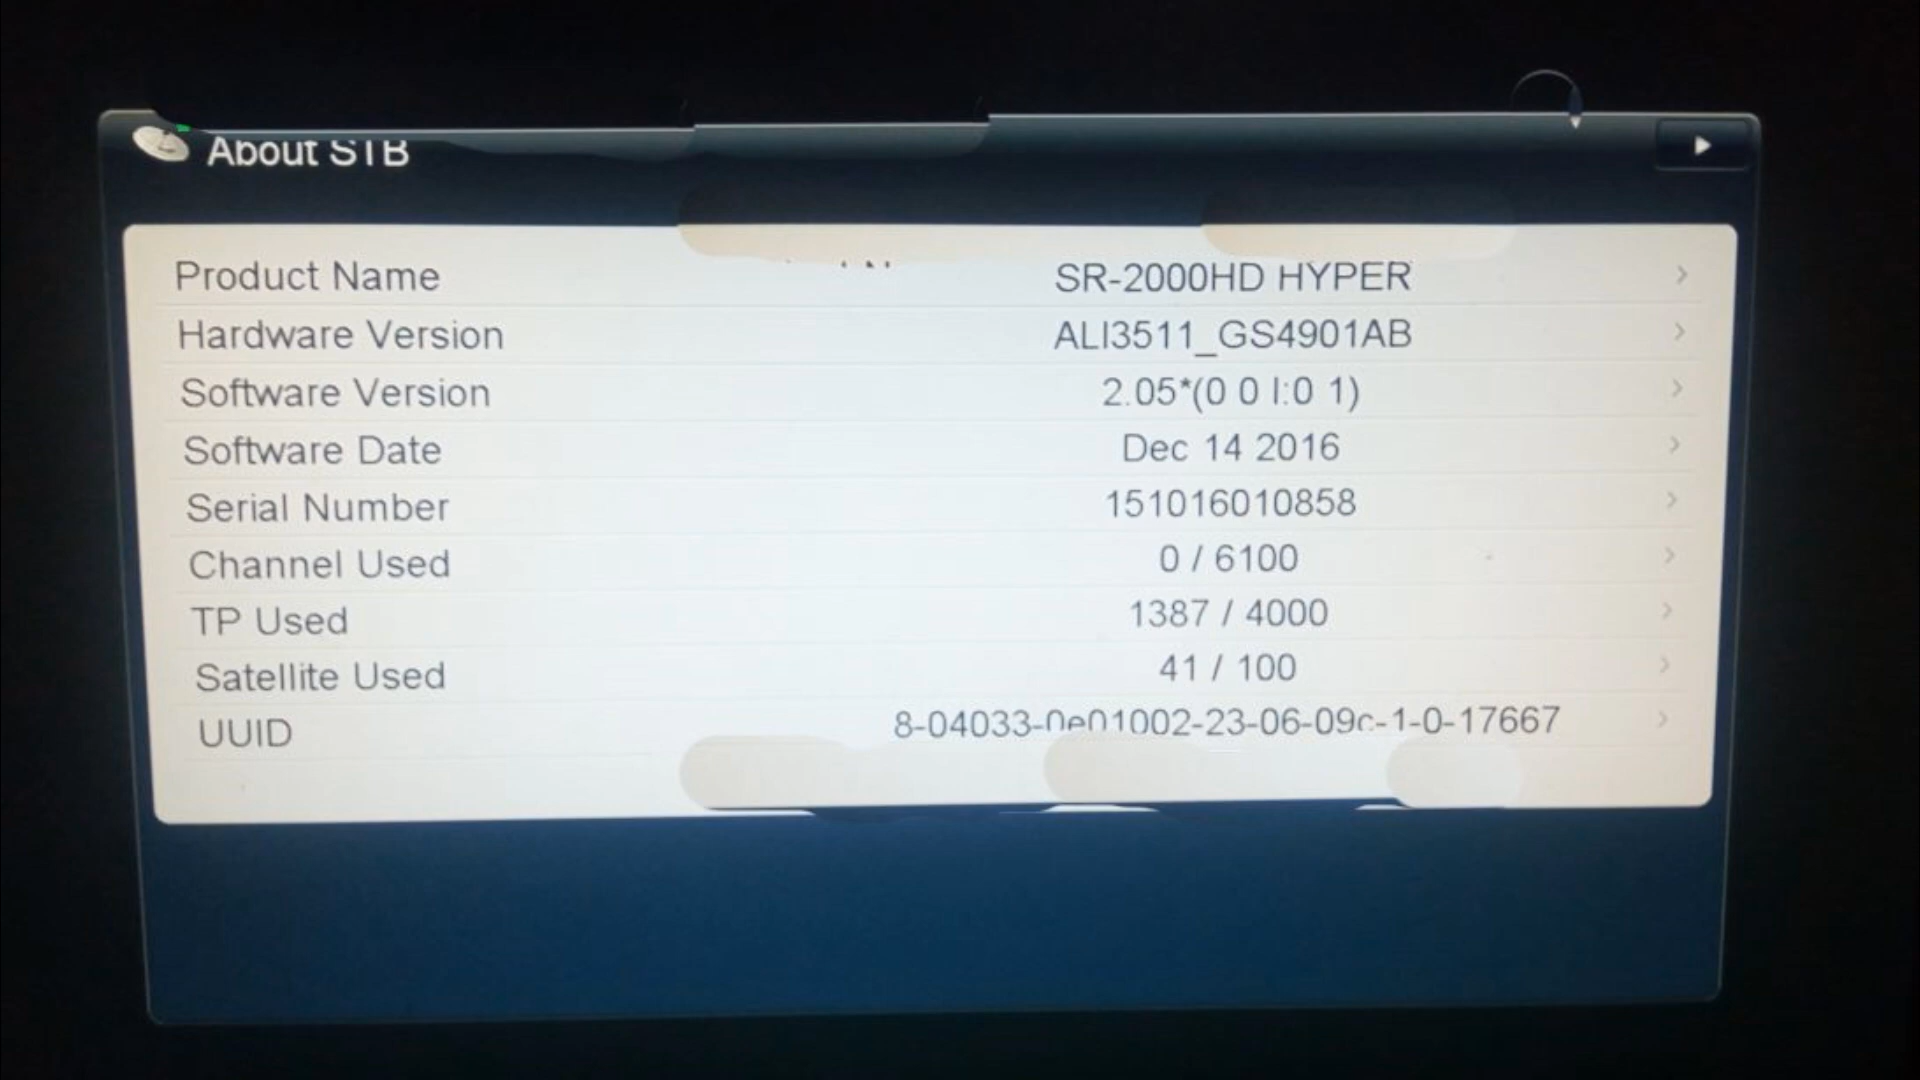 About STB
Product Name SR-2000HD HYPER
Hardware Version ALI3511_GS4901AB
Software Version 2.05*(0 0 I:0 1)
Software Date Dec 14 2016
Serial Number 151016010858
Channel Used 0 / 6100
TP Used 1387 / 4000
Satellite Used 41 / 100
UUID 8-04033-0e01002-23-06-09c-1-0-17667